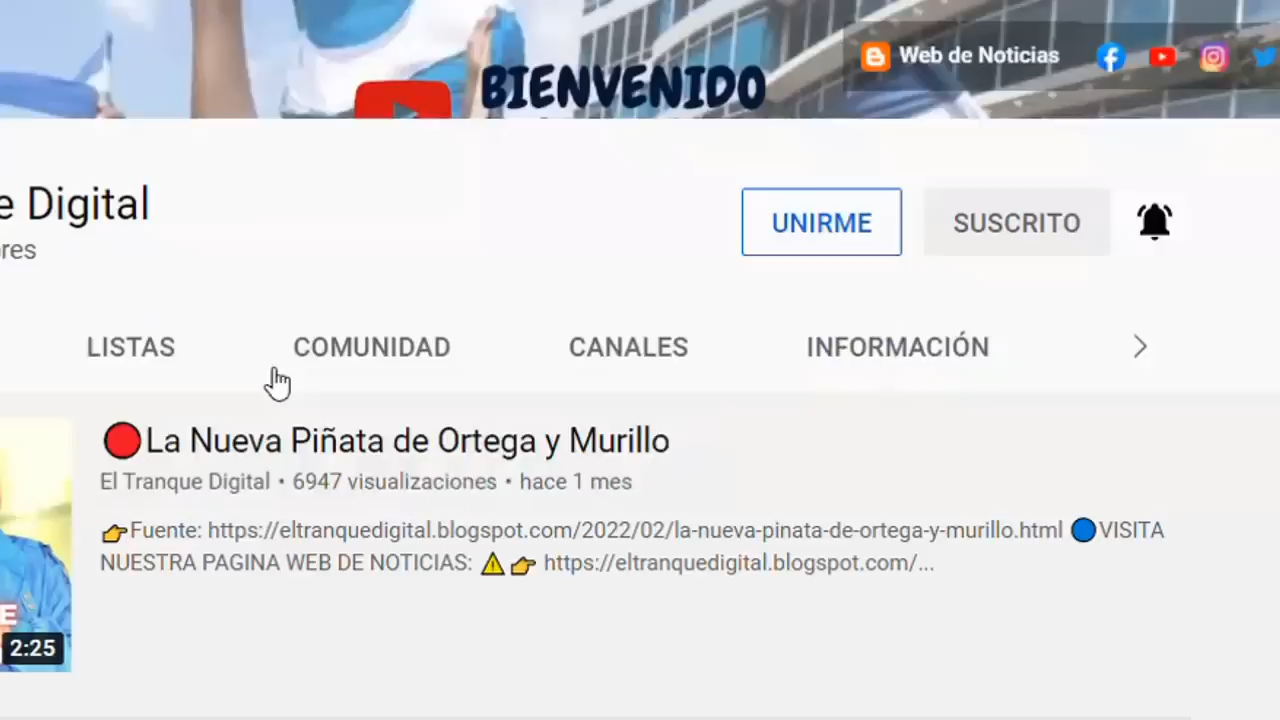 BIENVENIDO
Web de Noticias
e Digital
res
UNIRME
SUSCRITO
LISTAS
COMUNIDAD
CANALES
INFORMACIÓN
🔴La Nueva Piñata de Ortega y Murillo
El Tranque Digital • 6947 visualizaciones • hace 1 mes
👉Fuente: https://eltranquedigital.blogspot.com/2022/02/la-nueva-pinata-de-ortega-y-murillo.html 🔵VISITA
NUESTRA PAGINA WEB DE NOTICIAS: ⚠️👉 https://eltranquedigital.blogspot.com/...
E
2:25